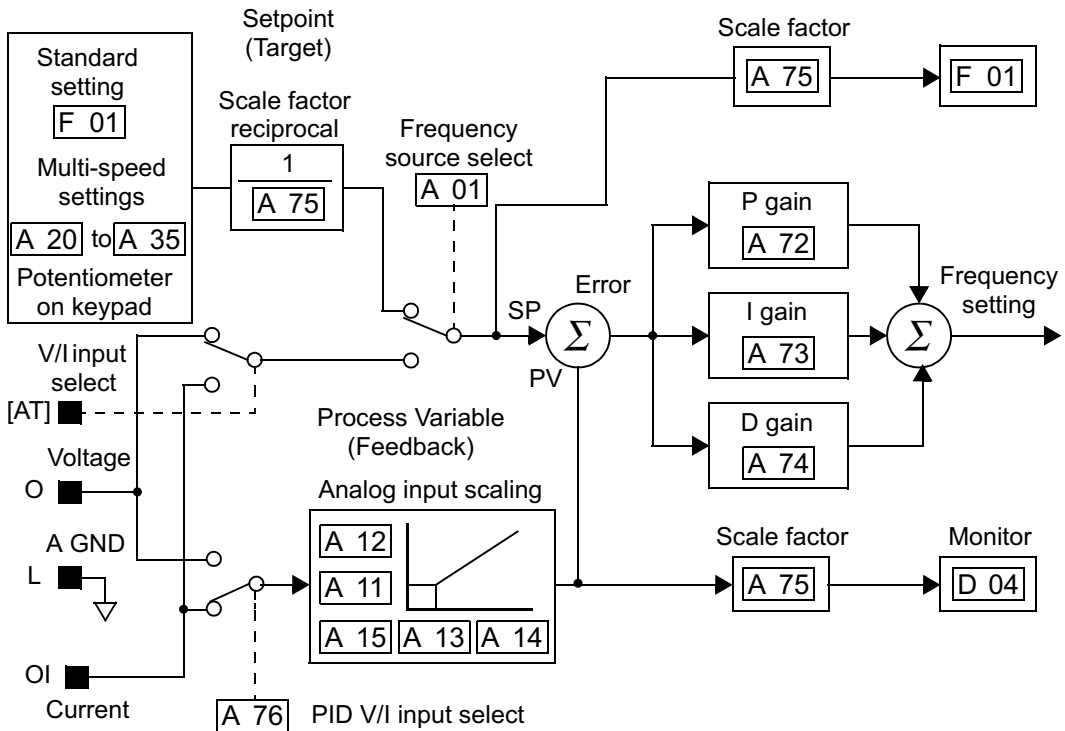 Setpoint
(Target)
Standard
setting
F 01
Multi-speed
settings
A 20 to A 35
Potentiometer
on keypad
Scale factor
reciprocal
1
A 75
Frequency
source select
A 01
Scale factor
A 75
F 01
P gain
A 72
I gain
A 73
D gain
A 74
Error
SP
Σ
PV
Σ
Frequency
setting
V/I input
select
[AT]
Voltage
O
A GND
L
OI
Current
Process Variable
(Feedback)
Analog input scaling
A 12
A 11
A 15 A 13 A 14
A 76 PID V/I input select
Scale factor
A 75
Monitor
D 04